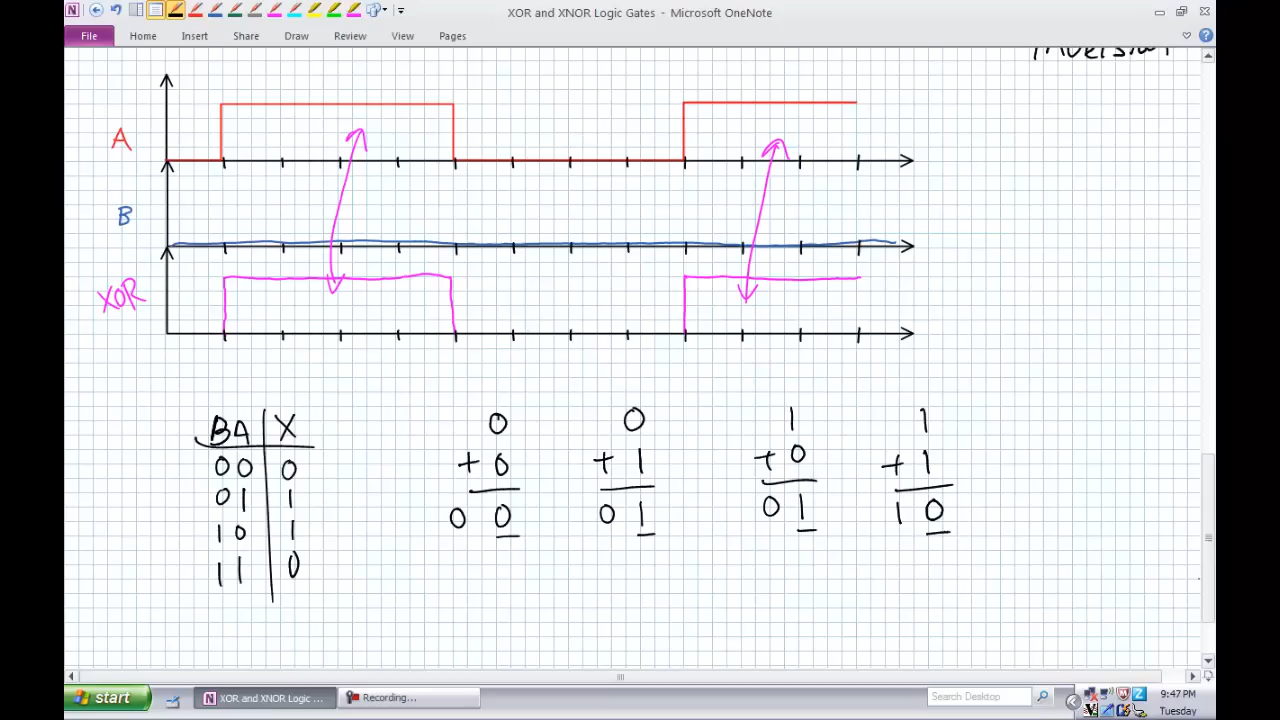 XOR and XNOR Logic Gates - Microsoft OneNote
File Home Insert Share Draw Review View Pages
A
B
XOR
BA X
00 0
01 1
10 1
11 0
0 0 1 1
+ 0 + 1 + 0 + 1
0 0 0 1 0 1 1 0
start XOR and XNOR Logic ... Recording... Search Desktop 9:47 PM
Tuesday